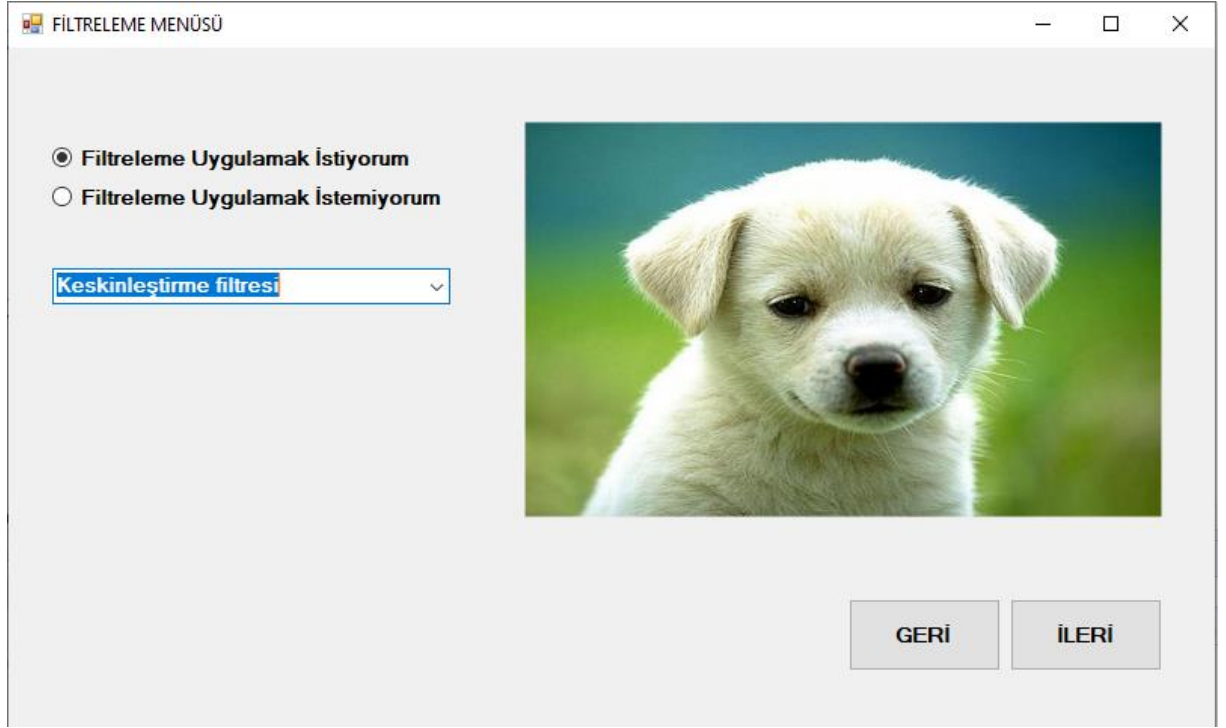 FİLTRELEME MENÜSÜ
Filtreleme Uygulamak İstiyorum
Filtreleme Uygulamak İstemiyorum
Keskinleştirme filtresi
GERİ
İLERİ